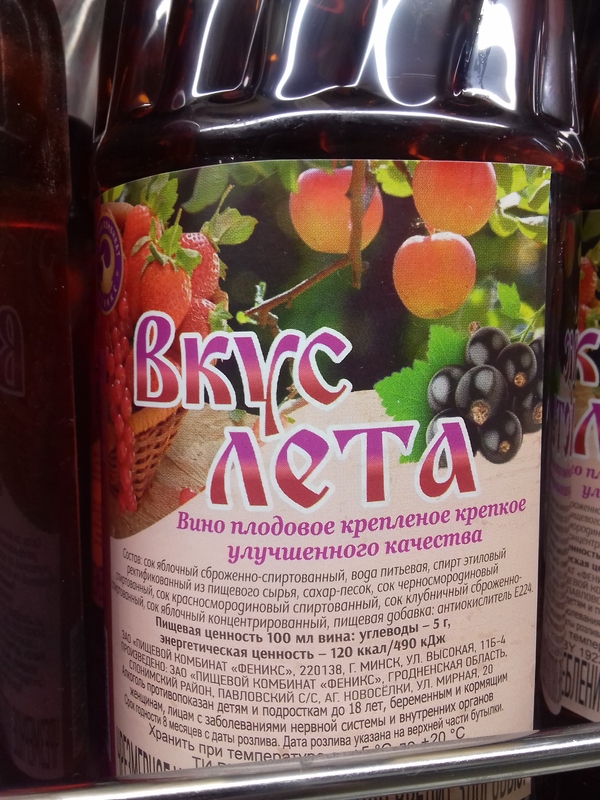 Вкус
лета
Вино плодовое крепленое крепкое
улучшенного качества
Состав: сок яблочный сброженно-спиртованный, вода питьевая, спирт этиловый
ректификованный из пищевого сырья, сахар-песок, сок черносмородиновый
спиртованный, сок красносмородиновый спиртованный, сок клубничный сброженно-
спиртованный, сок яблочный концентрированный, пищевая добавка: антиокислитель Е224.
Пищевая ценность 100 мл вина: углеводы – 5 г,
энергетическая ценность – 120 ккал/490 кДж
ЗАО «ПИЩЕВОЙ КОМБИНАТ «ФЕНИКС», 220138, Г. МИНСК, УЛ. ВЫСОКАЯ, 11Б-4
ПРОИЗВЕДЕНО: ЗАО «ПИЩЕВОЙ КОМБИНАТ «ФЕНИКС», ГРОДНЕНСКАЯ ОБЛАСТЬ,
СЛОНИМСКИЙ РАЙОН, ПАВЛОВСКИЙ С/С, АГ. НОВОСЁЛКИ, УЛ. МИРНАЯ, 20
Алкоголь противопоказан детям и подросткам до 18 лет, беременным и кормящим
женщинам, лицам с заболеваниями нервной системы и внутренних органов
Срок годности 8 месяцев с даты розлива. Дата розлива указана на верхней части бутылки.
Хранить при температуре от +5 °С до +20 °С